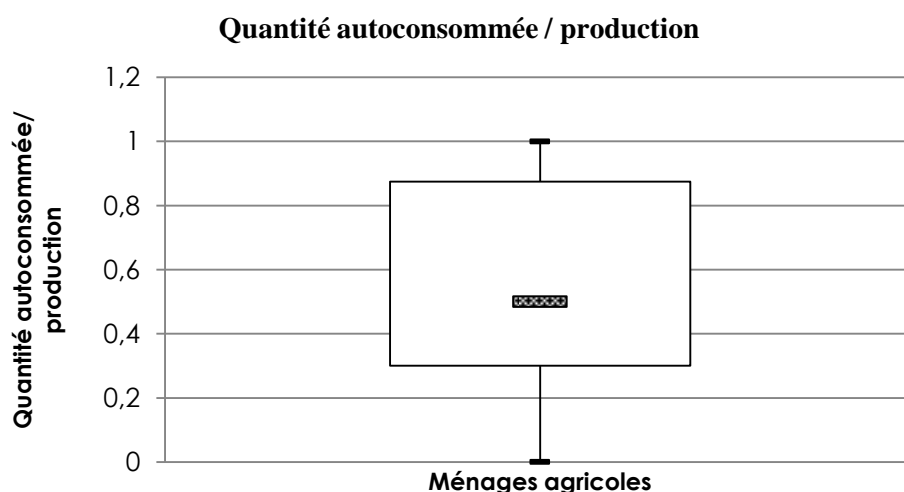 Quantité autoconsommée / production
Quantité autoconsommée/
production
1,2
1
0,8
0,6
0,4
0,2
0
Ménages agricoles